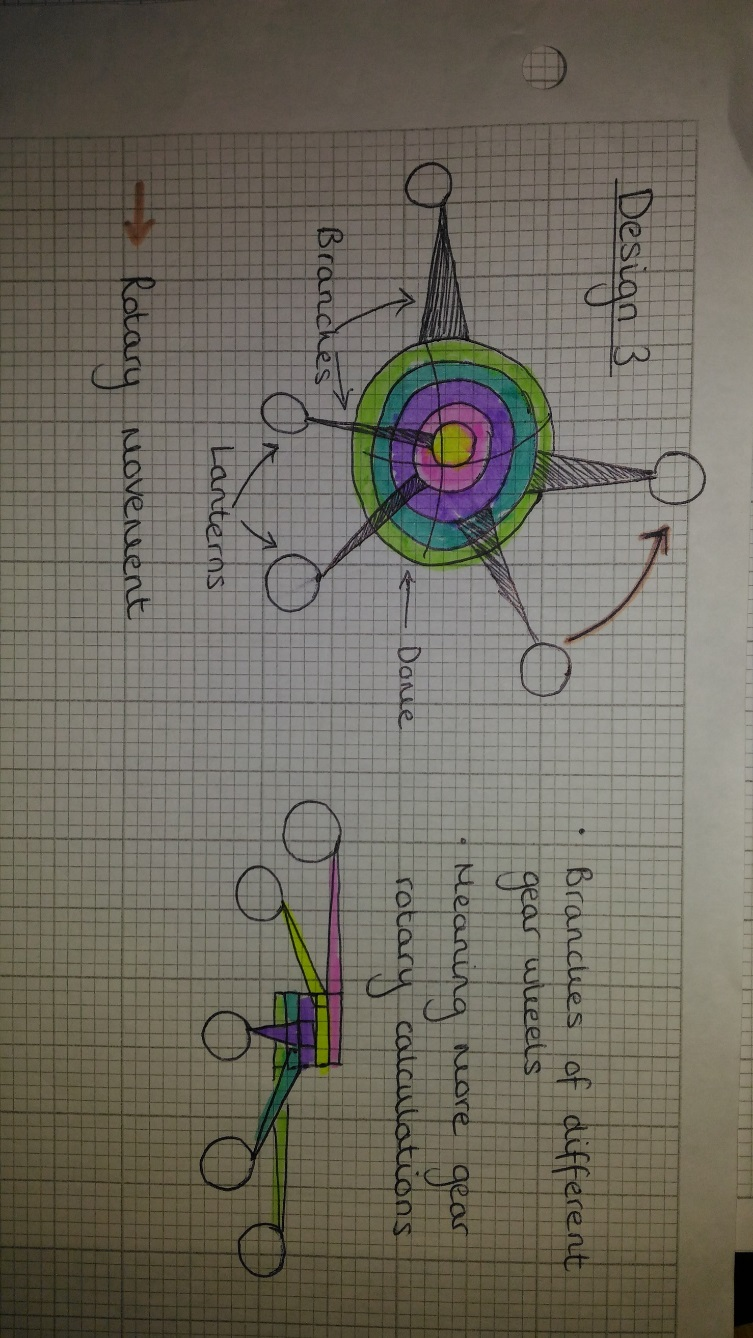 Design 3
Branches
Lanterns
Dome
Rotary movement
• Branches of different
gear wheels
• Meaning more gear
rotary calculations